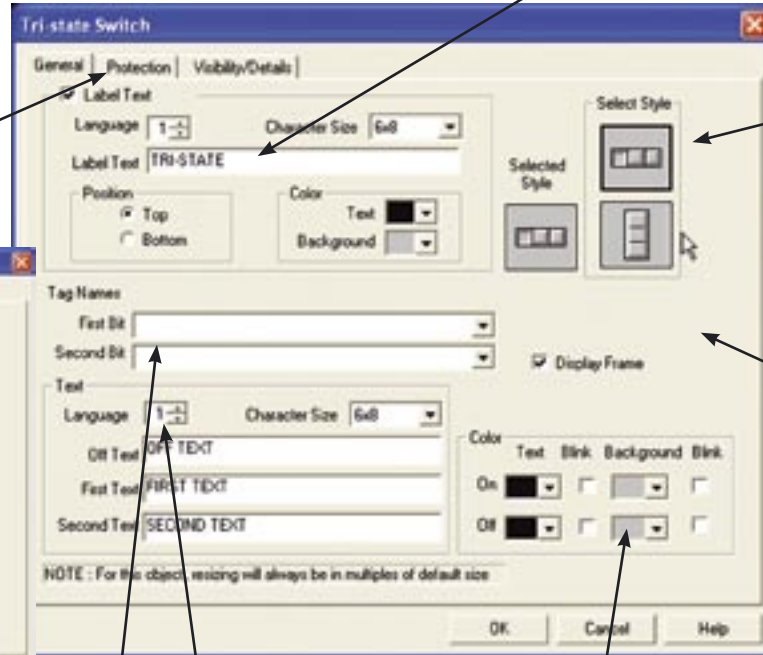 Tri-state Switch
General Protection Visibility/Details
Label Text
Language 1 Character Size 6x8
Label Text TRI-STATE
Position
Top
Bottom
Color
Text
Background
Selected Style
Select Style
Tag Names
First Bit
Second Bit
Display Frame
Text
Language 1 Character Size 6x8
Off Text OFF TEXT
First Text FIRST TEXT
Second Text SECOND TEXT
Color
Text Blink Background Blink
On
Off
NOTE : For this object, resizing will always be in multiples of default size
OK Cancel Help